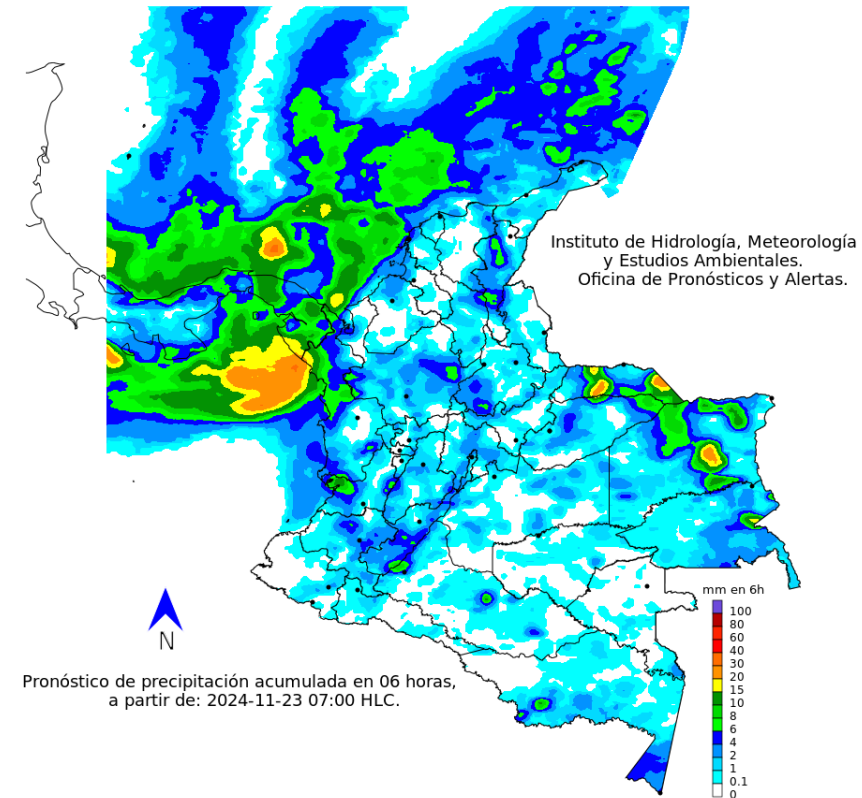 Instituto de Hidrología, Meteorología
y Estudios Ambientales.
Oficina de Pronósticos y Alertas.
N
mm en 6h
100
80
60
40
30
20
15
10
8
6
4
2
1
0.1
0
Pronóstico de precipitación acumulada en 06 horas,
a partir de: 2024-11-23 07:00 HLC.